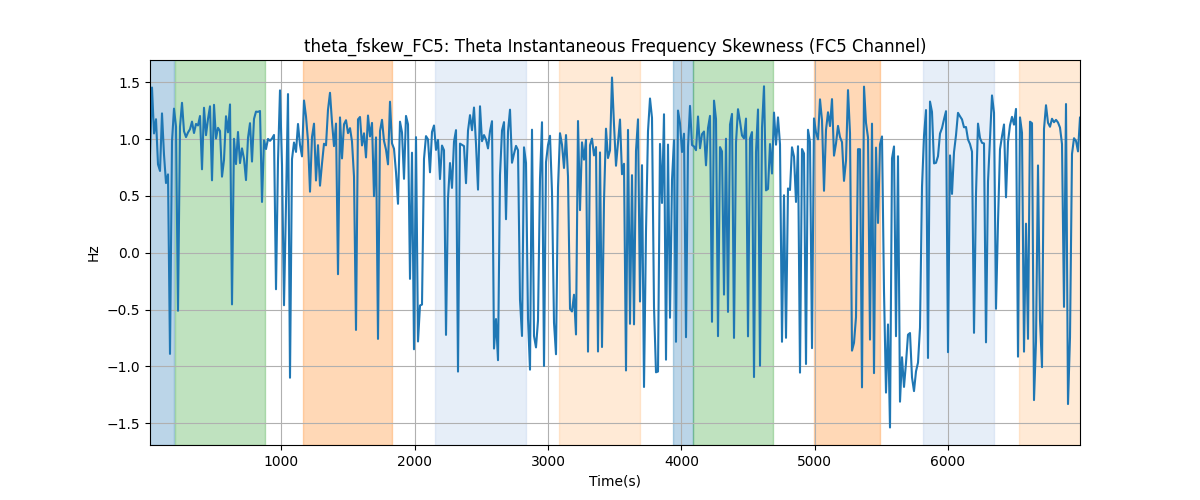 theta_fskew_FC5: Theta Instantaneous Frequency Skewness (FC5 Channel)
1.5
1.0
0.5
0.0
−0.5
−1.0
−1.5
Hz
1000 2000 3000 4000 5000 6000
Time(s)